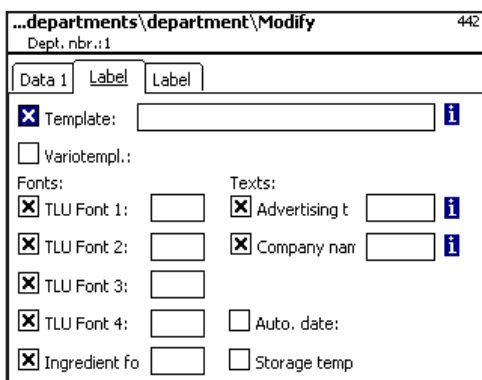 ...departments\department\Modify 442
Dept. nbr.:1
Data 1 Label Label
Template: i
Variotempl.:
Fonts: Texts:
TLU Font 1: Advertising t i
TLU Font 2: Company nam i
TLU Font 3:
TLU Font 4: Auto. date:
Ingredient fo Storage temp